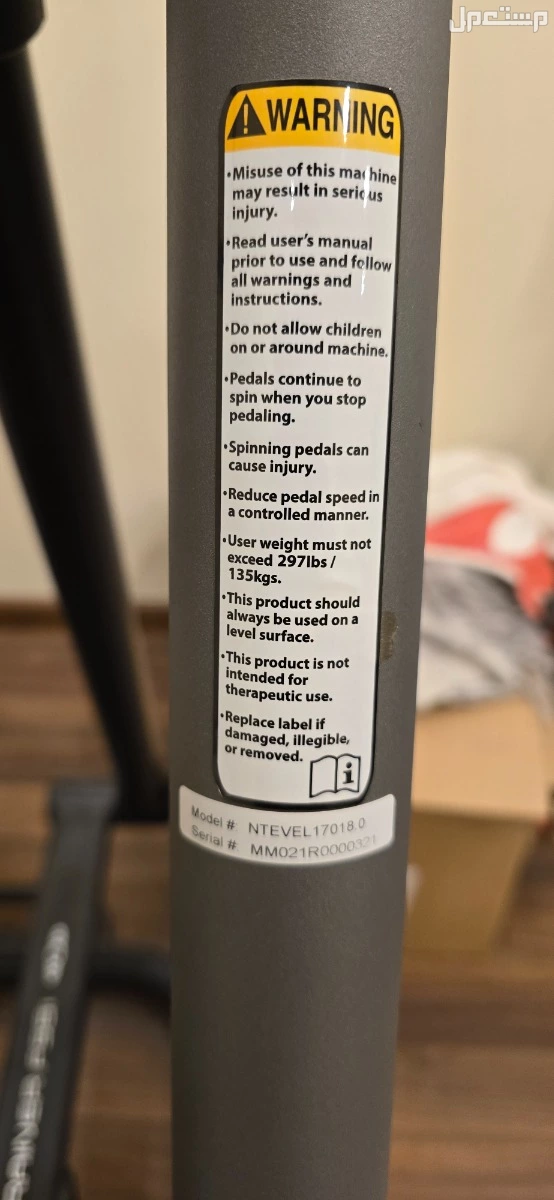 مستعمل
WARNING
•Misuse of this machine
may result in serious
injury.
•Read user's manual
prior to use and follow
all warnings and
instructions.
•Do not allow children
on or around machine.
•Pedals continue to
spin when you stop
pedaling.
•Spinning pedals can
cause injury.
•Reduce pedal speed in
a controlled manner.
•User weight must not
exceed 297lbs /
135kgs.
•This product should
always be used on a
level surface.
•This product is not
intended for
therapeutic use.
•Replace label if
damaged, illegible,
or removed.
Model # NTEVEL17018.0
Serial # MM021R0000321